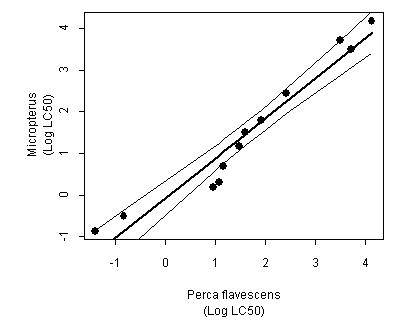 4
3
2
1
0
-1
Micropterus
(Log LC50)
-1 0 1 2 3 4
Perca flavescens
(Log LC50)